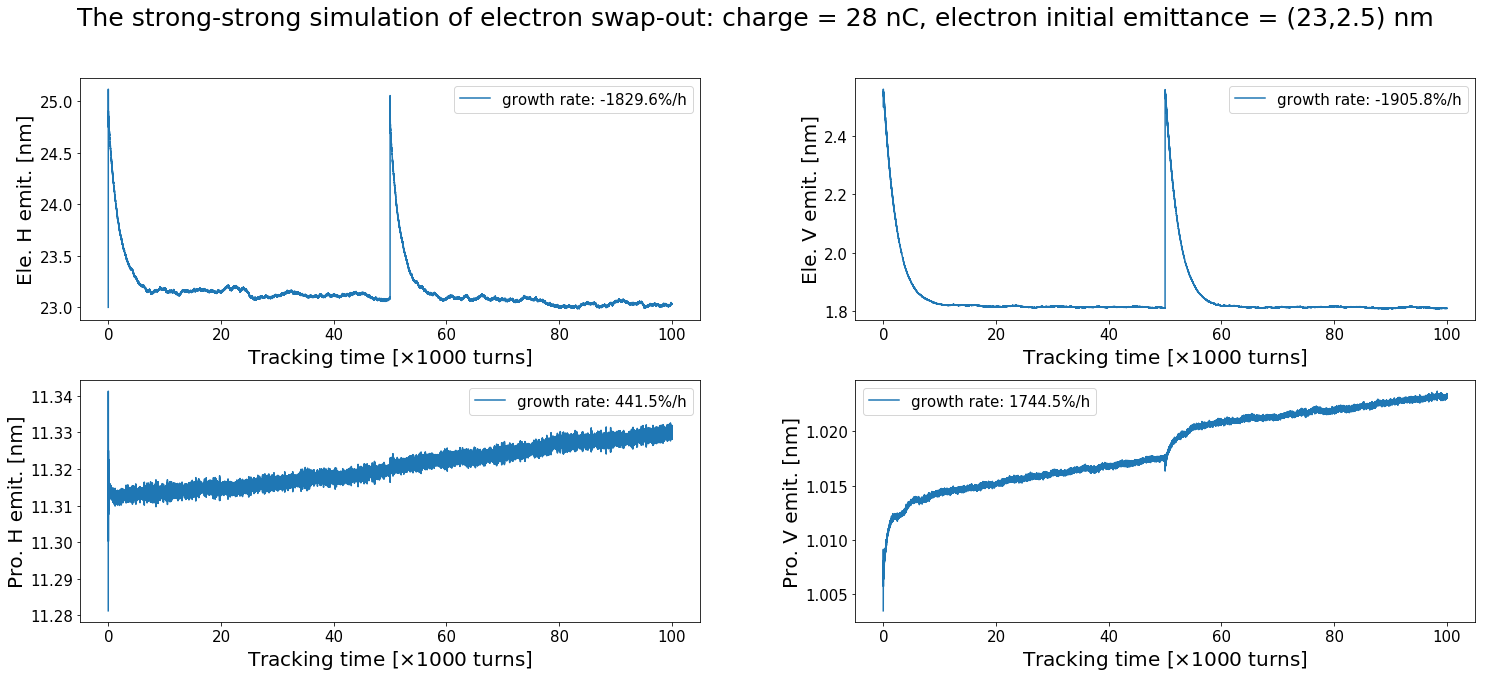 The strong-strong simulation of electron swap-out: charge = 28 nC, electron initial emittance = (23,2.5) nm
Ele. H emit. [nm]
25.0
24.5
24.0
23.5
23.0
growth rate: -1829.6%/h
0 20 40 60 80 100
Tracking time [×1000 turns]
Ele. V emit. [nm]
2.4
2.2
2.0
1.8
growth rate: -1905.8%/h
0 20 40 60 80 100
Tracking time [×1000 turns]
Pro. H emit. [nm]
11.34
11.33
11.32
11.31
11.30
11.29
11.28
growth rate: 441.5%/h
0 20 40 60 80 100
Tracking time [×1000 turns]
Pro. V emit. [nm]
1.020
1.015
1.010
1.005
growth rate: 1744.5%/h
0 20 40 60 80 100
Tracking time [×1000 turns]